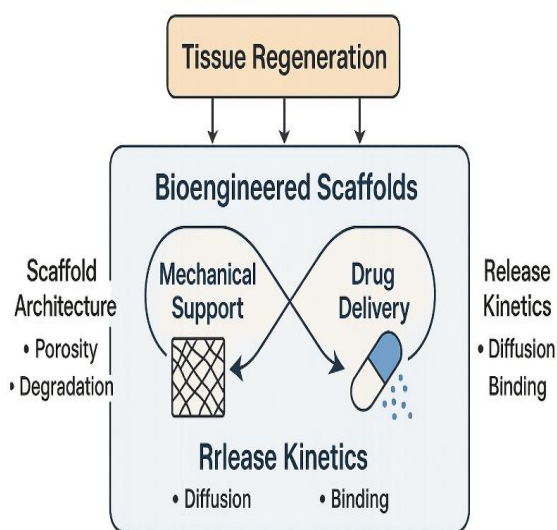 Tissue Regeneration
Bioengineered Scaffolds
Scaffold
Architecture
• Porosity
• Degradation
Mechanical
Support
Drug
Delivery
Release
Kinetics
• Diffusion
Binding
Rrlease Kinetics
• Diffusion
• Binding